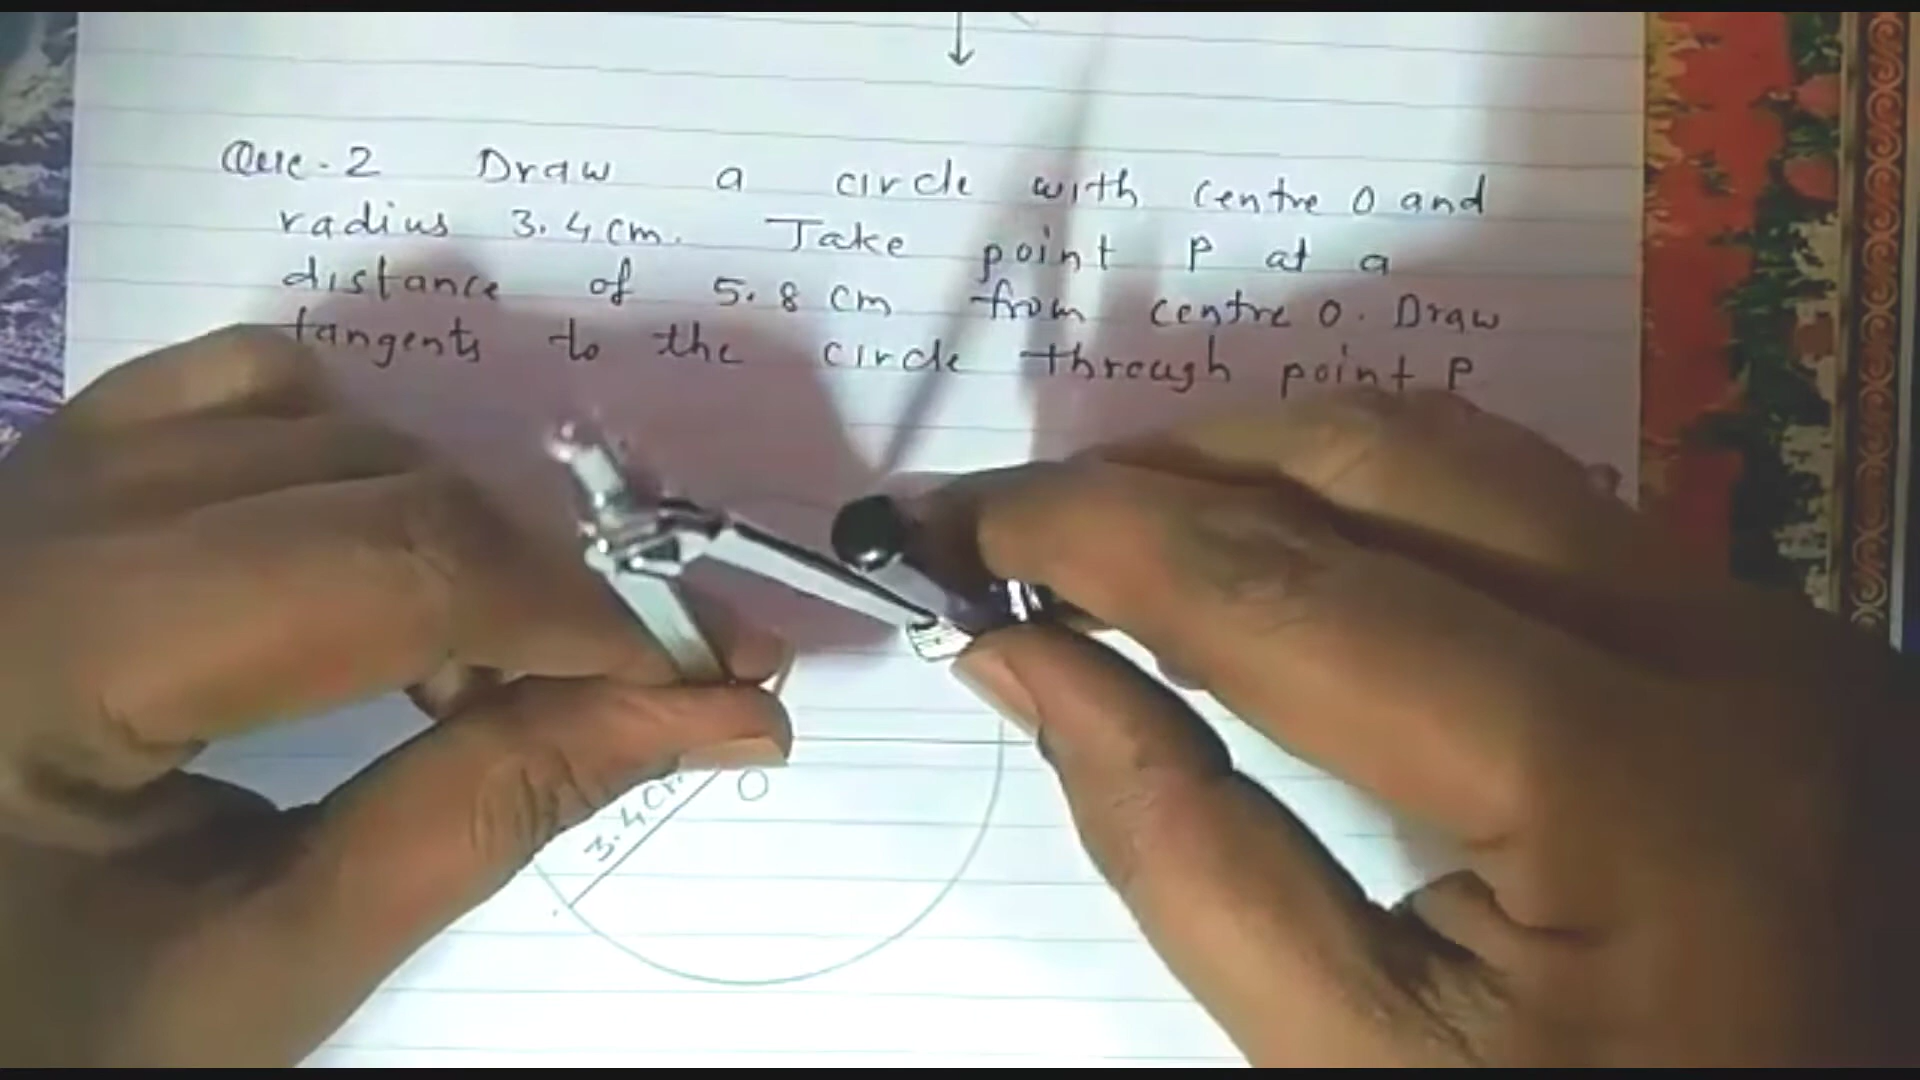 Que-2 Draw a circle with centre O and
radius 3.4 cm. Take point P at a
distance of 5.8 cm from centre O. Draw
tangents to the circle through point P
3.4 cm
O